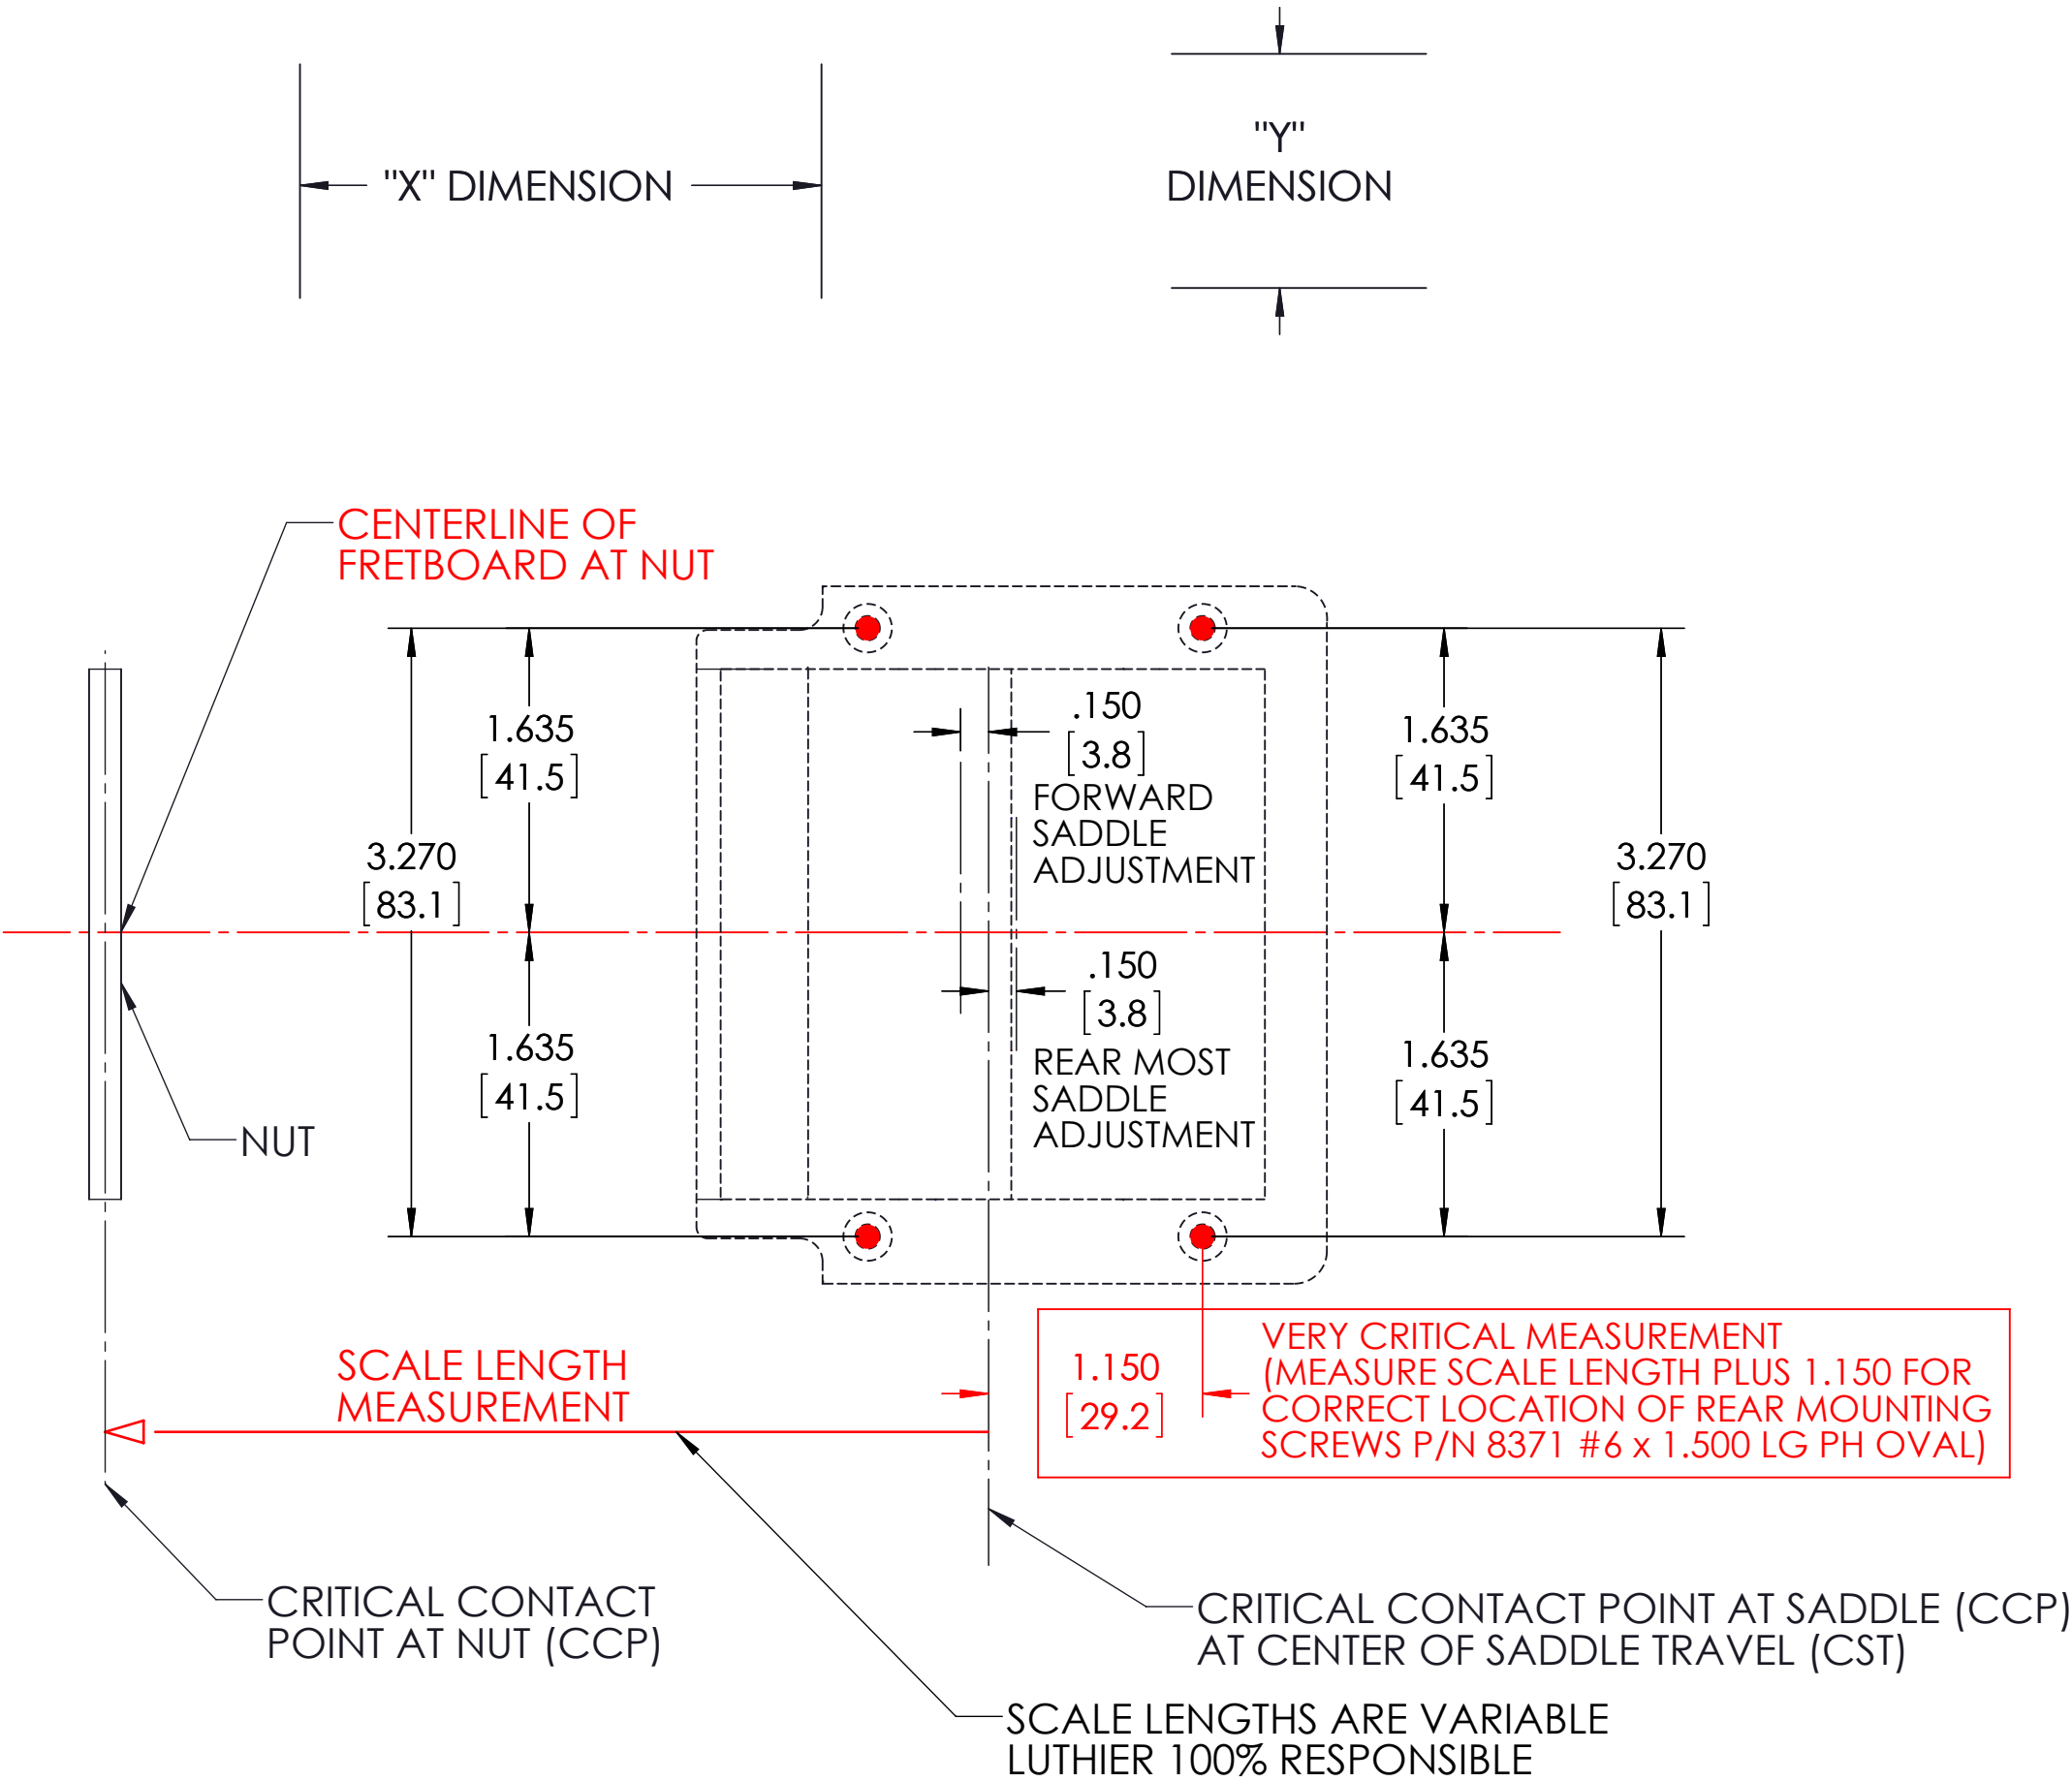 "X" DIMENSION
"Y"
DIMENSION
CENTERLINE OF
FRETBOARD AT NUT
1.635
[41.5]
3.270
[83.1]
1.635
[41.5]
.150
[3.8]
FORWARD
SADDLE
ADJUSTMENT
.150
[3.8]
REAR MOST
SADDLE
ADJUSTMENT
1.635
[41.5]
3.270
[83.1]
1.635
[41.5]
NUT
SCALE LENGTH
MEASUREMENT
1.150
[29.2]
VERY CRITICAL MEASUREMENT
(MEASURE SCALE LENGTH PLUS 1.150 FOR
CORRECT LOCATION OF REAR MOUNTING
SCREWS P/N 8371 #6 x 1.500 LG PH OVAL)
CRITICAL CONTACT
POINT AT NUT (CCP)
CRITICAL CONTACT POINT AT SADDLE (CCP)
AT CENTER OF SADDLE TRAVEL (CST)
SCALE LENGTHS ARE VARIABLE
LUTHIER 100% RESPONSIBLE